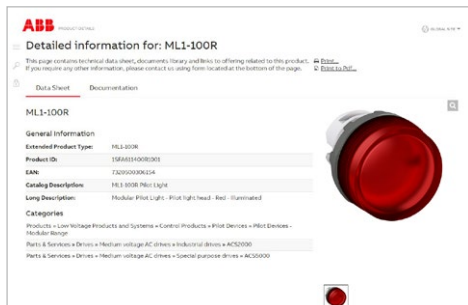 ABB
PRODUCT-DETAILS
GLOBAL SITE
Detailed information for: ML1-100R
This page contains technical data sheet, documents library and links to offering related to this product.
If you require any other information, please contact us using form located at the bottom of the page.
Print...
Print to Pdf...
Data Sheet Documentation
ML1-100R
General Information
Extended Product Type: ML1-100R
Product ID:
EAN:
Catalog Description: ML1-100R Pilot Light
Long Description: Modular Pilot Light - Pilot light head - Red - Illuminated
Categories
Products » Low Voltage Products and Systems » Control Products » Pilot Devices » Pilot Devices -
Modular Range
Parts & Services » Drives » Medium voltage AC drives » Industrial drives » ACS2000
Parts & Services » Drives » Medium voltage AC drives » Special purpose drives » ACS5000